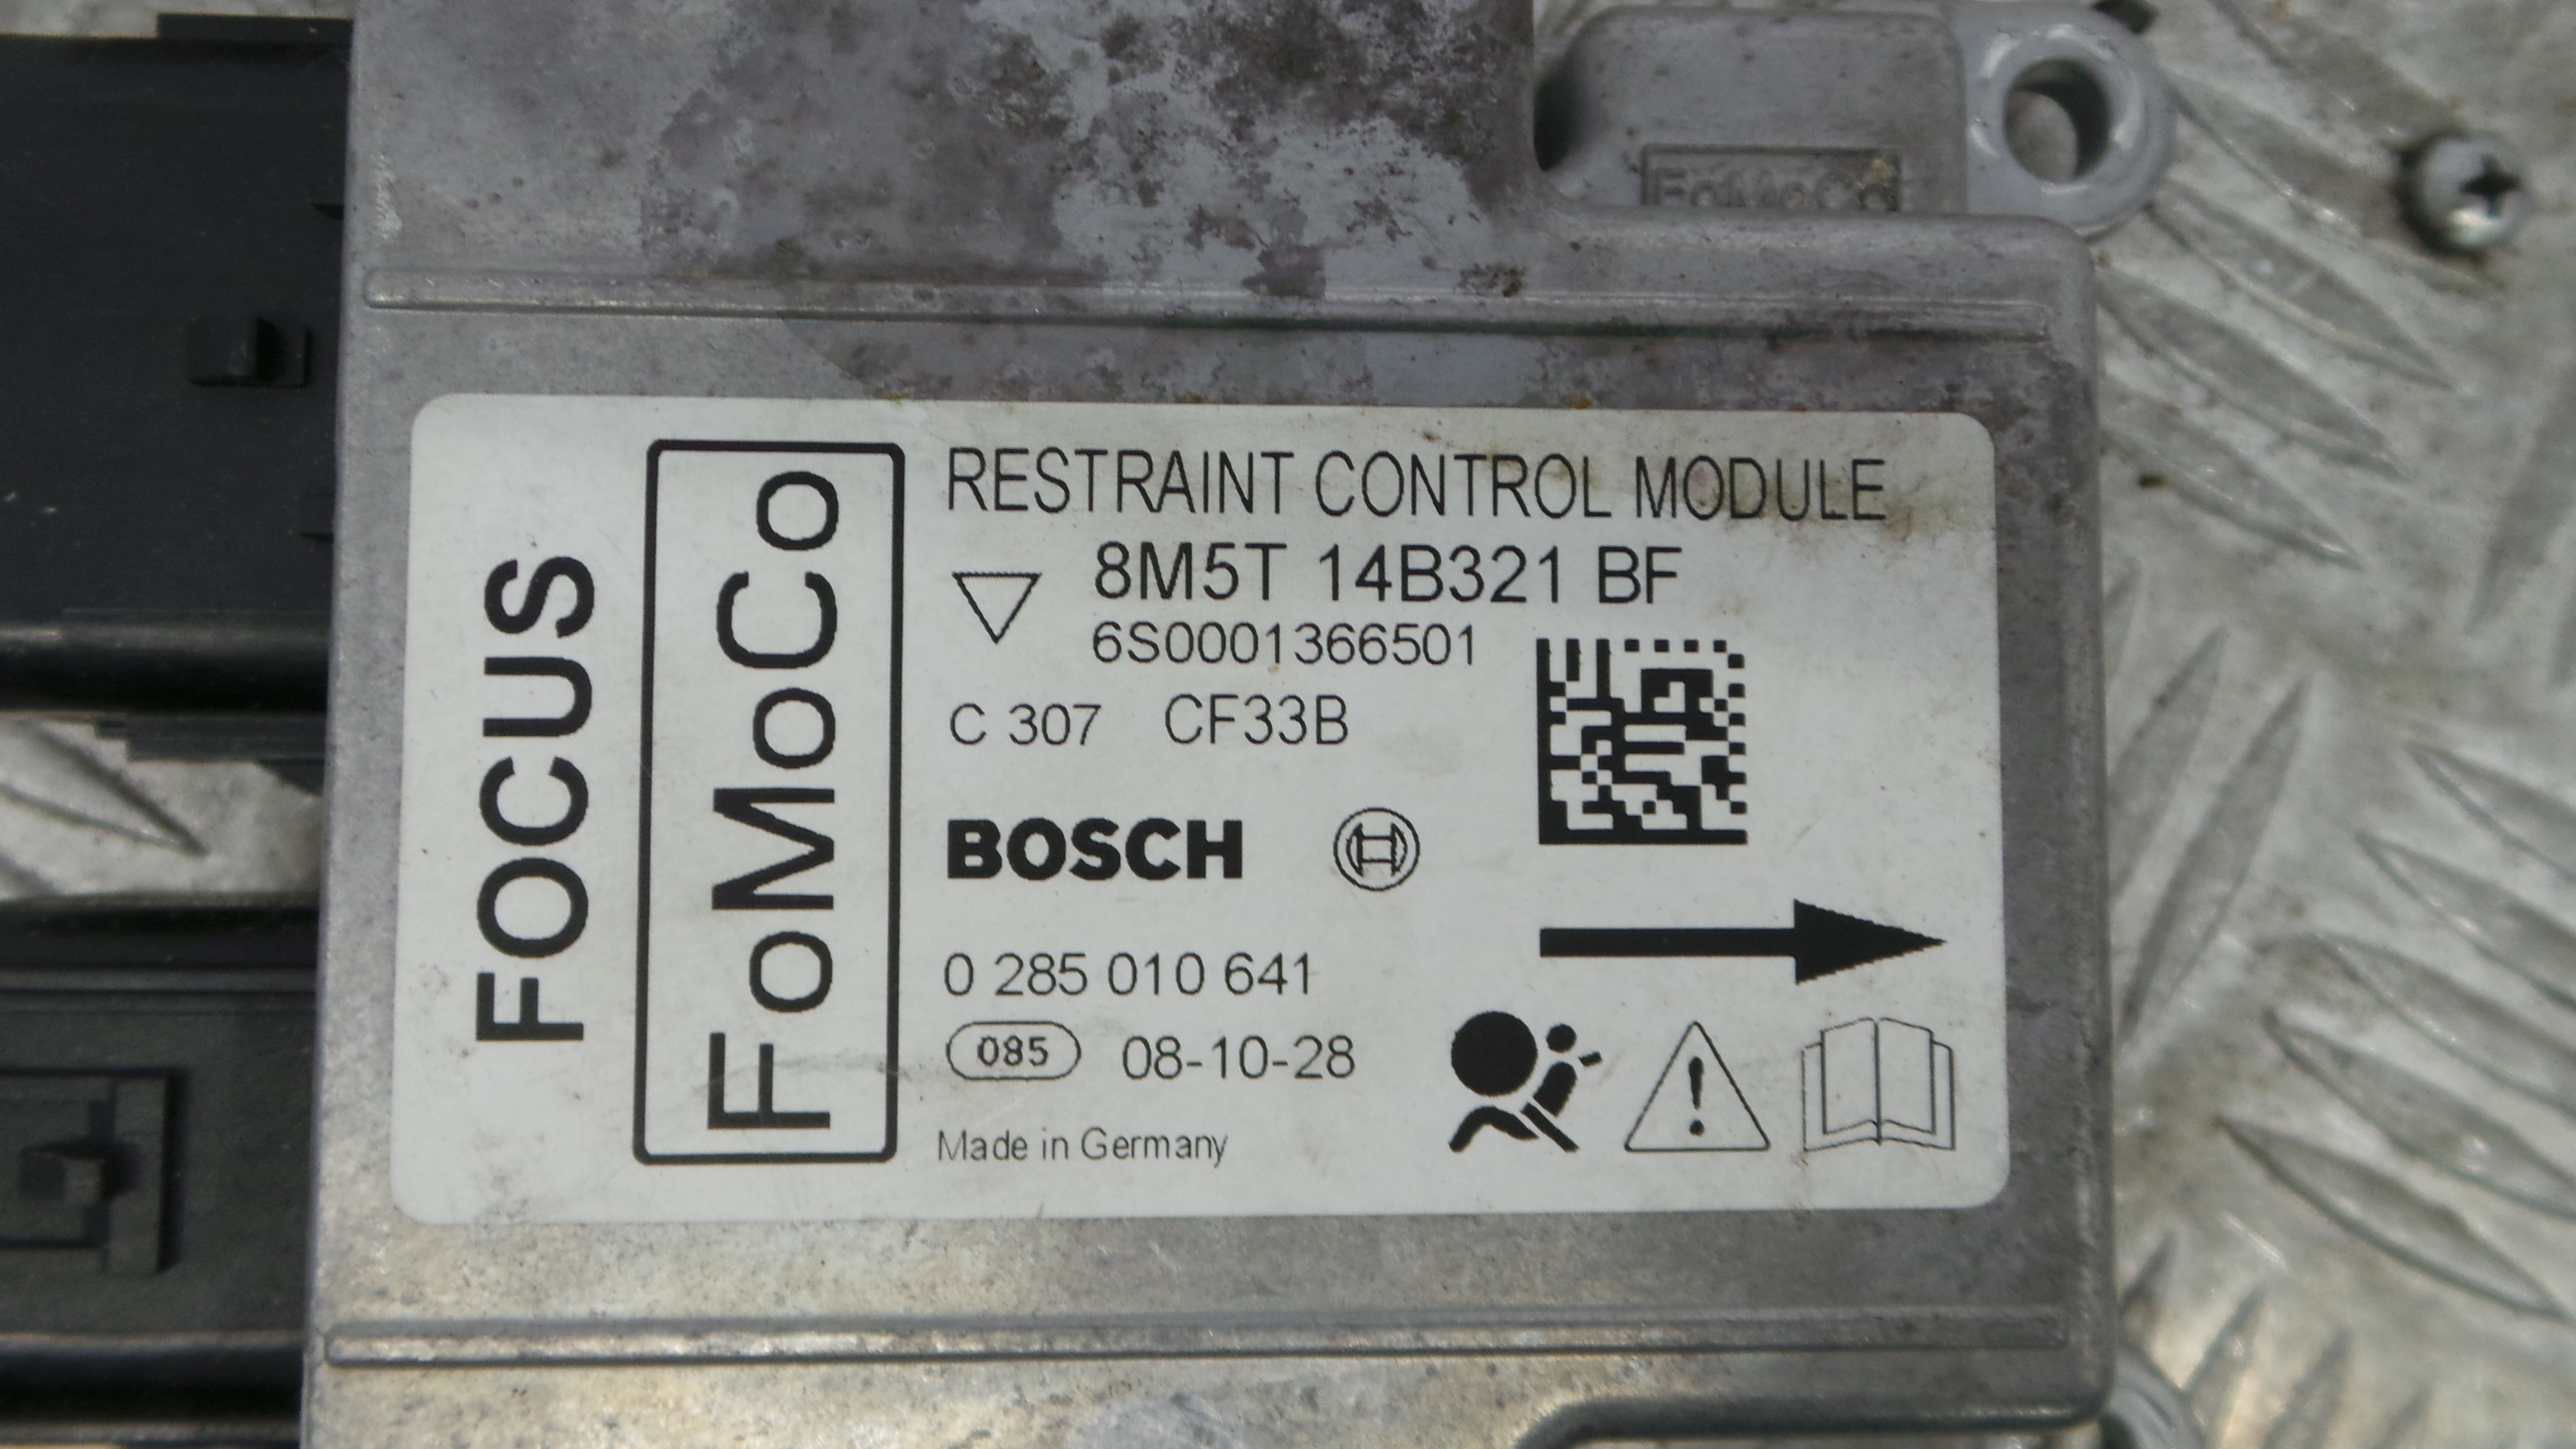 FoMoCo
FOCUS
FoMoCo
RESTRAINT CONTROL MODULE
8M5T 14B321 BF
6S0001366501
C 307 CF33B
BOSCH
0 285 010 641
085 08-10-28
Made in Germany